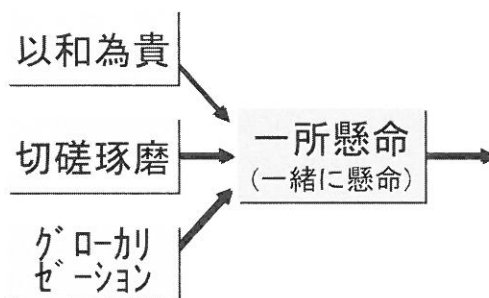 以和為貴
切磋琢磨
グローカリ
ゼーション
一所懸命
(一緒に懸命)